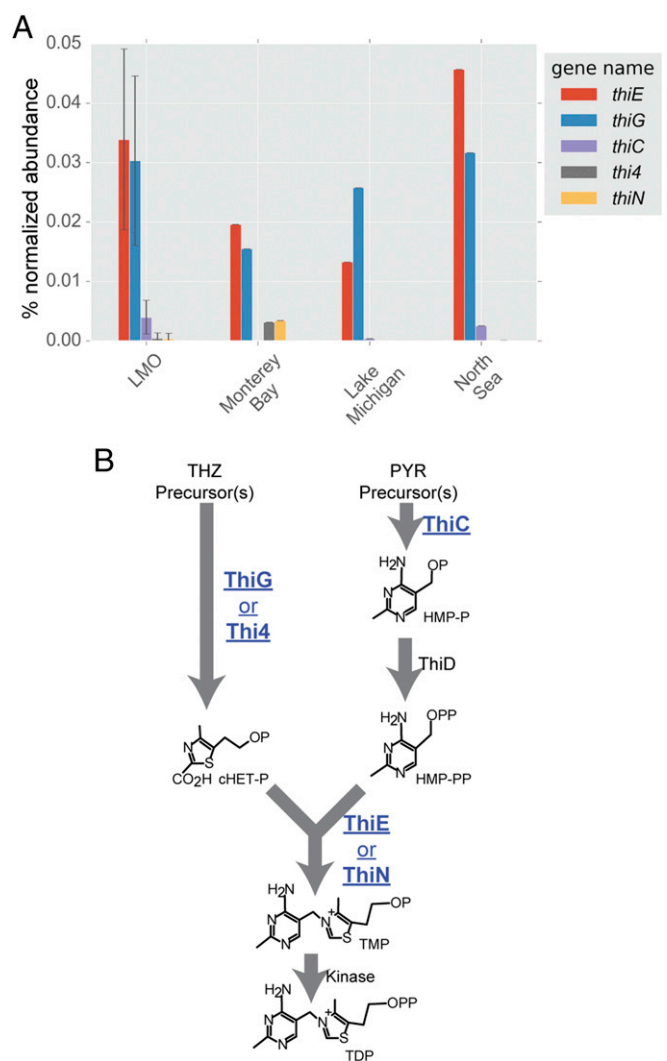 A
% normalized abundance
0.05
0.04
0.03
0.02
0.01
0.00
LMO
Monterey
Bay
Lake
Michigan
North
Sea
gene name
thiE
thiG
thiC
thi4
thiN
B
THZ
Precursor(s)
PYR
Precursor(s)
ThiC
H₂N
OP
N
N
HMP-P
ThiG
or
Thi4
ThiD
H₂N
OPP
N
N
HMP-PP
N
OP
S
CO₂H cHET-P
ThiE
or
ThiN
NH₂
H₂N
OP
N
N
N+
S
TMP
Kinase
H₂N
OPP
N
N
N+
S
TDP